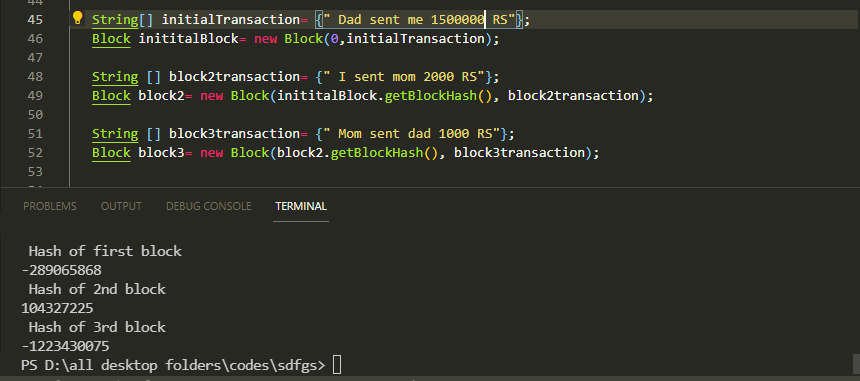 44
45 String[] initialTransaction= {" Dad sent me 1500000 RS"};
46 Block inititalBlock= new Block(0,initialTransaction);
47
48 String [] block2transaction= {" I sent mom 2000 RS"};
49 Block block2= new Block(inititalBlock.getBlockHash(), block2transaction);
50
51 String [] block3transaction= {" Mom sent dad 1000 RS"};
52 Block block3= new Block(block2.getBlockHash(), block3transaction);
53
PROBLEMS OUTPUT DEBUG CONSOLE TERMINAL
Hash of first block
-289065868
Hash of 2nd block
104327225
Hash of 3rd block
-1223430075
PS D:\all desktop folders\codes\sdfgs>